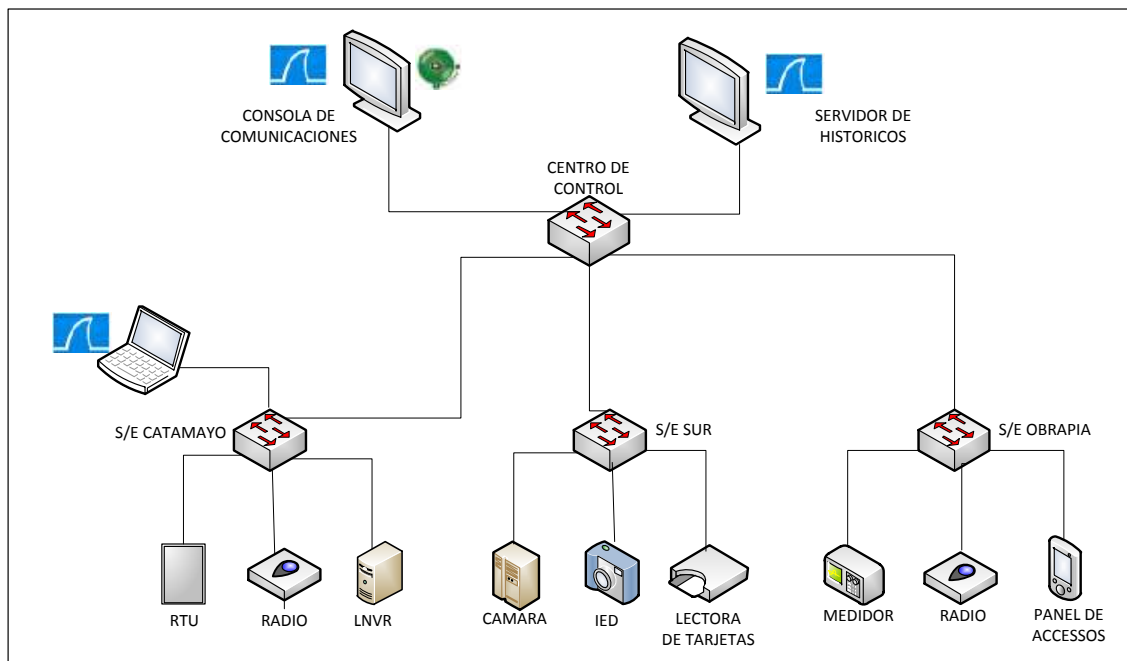 CONSOLA DE
COMUNICACIONES
SERVIDOR DE
HISTORICOS
CENTRO DE
CONTROL
S/E CATAMAYO
S/E SUR
S/E OBRAPIA
RTU
RADIO
LNVR
CAMARA
IED
LECTORA
DE TARJETAS
MEDIDOR
RADIO
PANEL DE
ACCESSOS